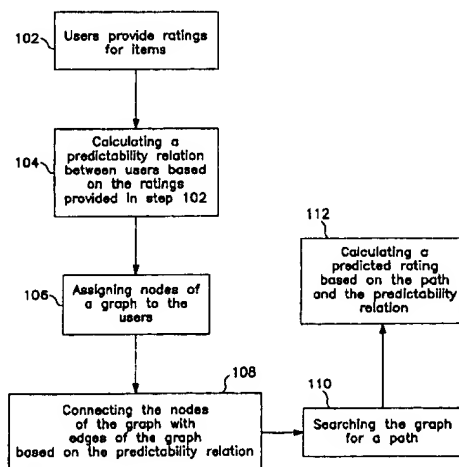 102
Users provide ratings
for items
104
Calculating a
predictability relation
between users based
on the ratings
provided in step 102
106
Assigning nodes of
a graph to the
users
108
Connecting the nodes
of the graph with
edges of the graph
based on the predictability relation
110
Searching the graph
for a path
112
Calculating a
predicted rating
based on the path
and the predictability
relation